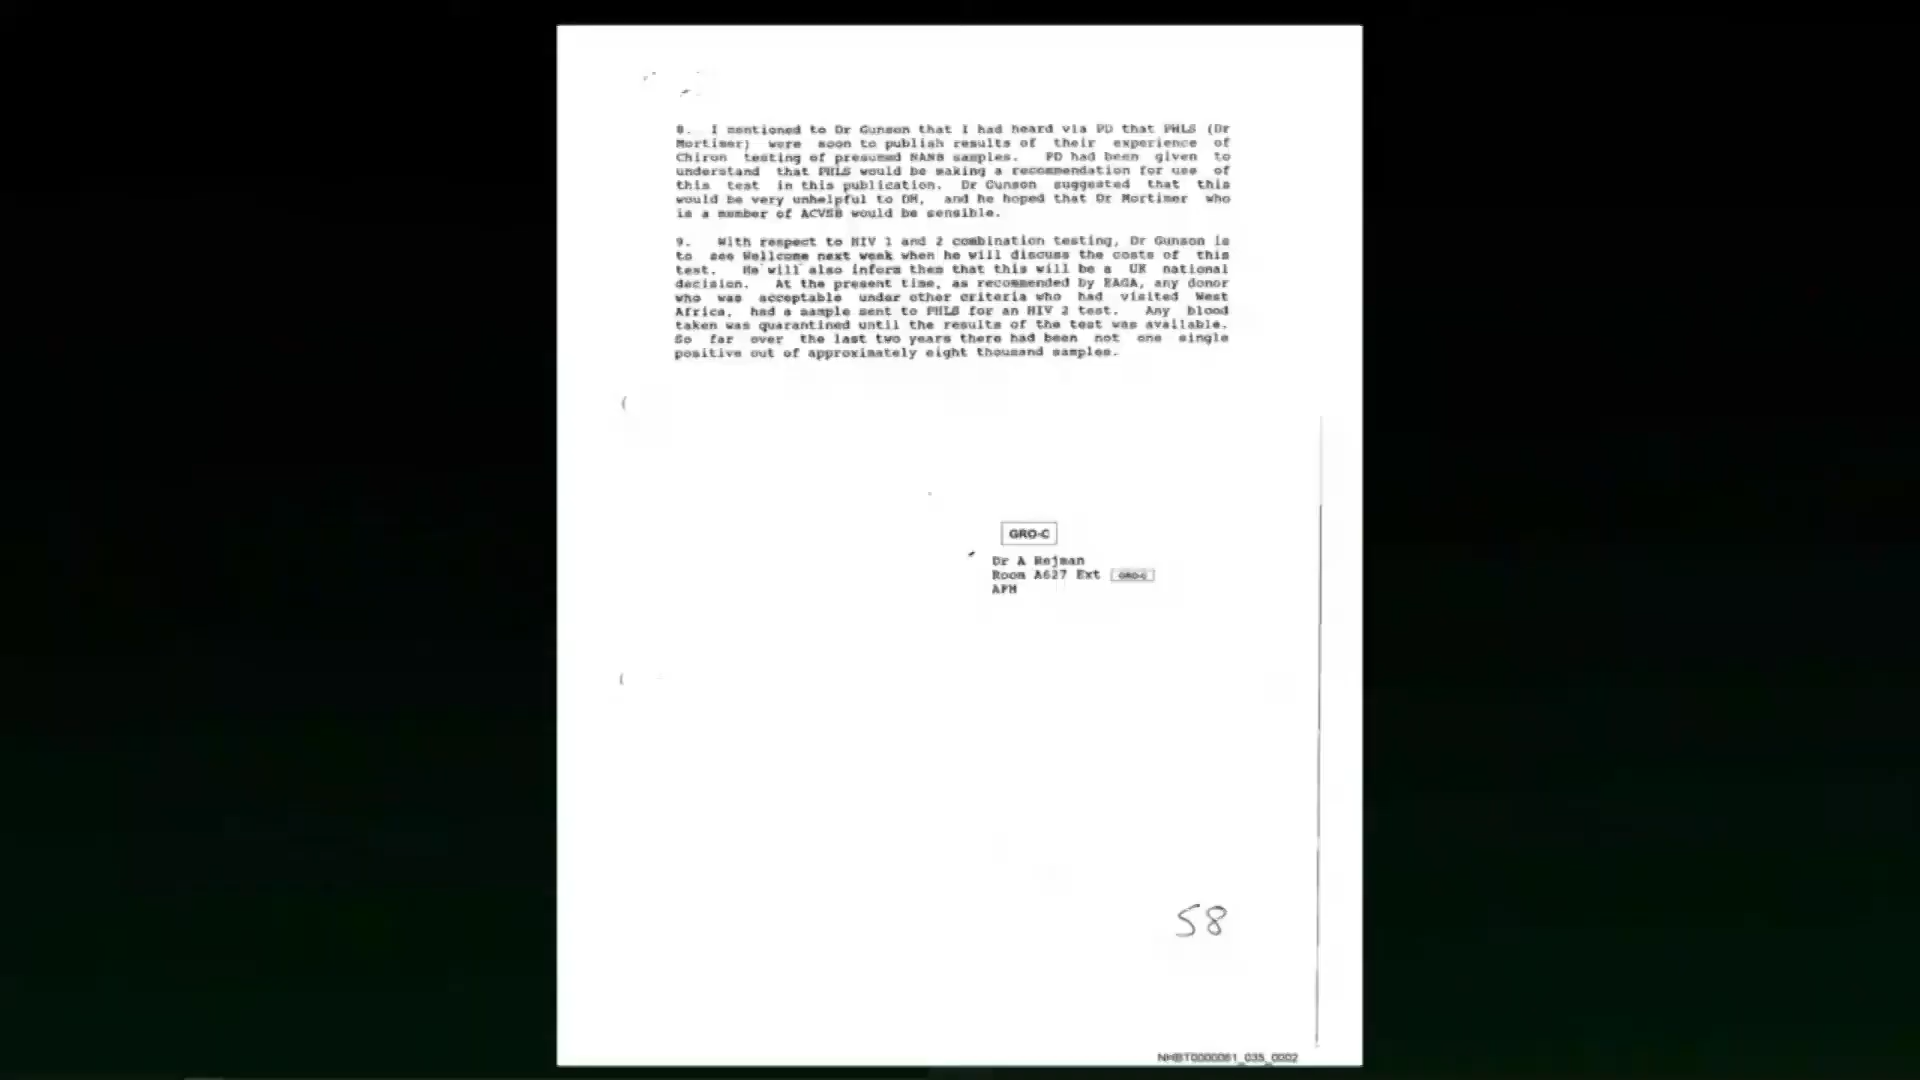 8. I mentioned to Dr Gunson that I had heard via PD that PHLS (Dr
Mortimer) were soon to publish results of their experience of
Chiron testing of presumed NANB samples. PD had been given to
understand that PHLS would be making a recommendation for use of
this test in this publication. Dr Gunson suggested that this
would be very unhelpful to DH, and he hoped that Dr Mortimer who
is a member of ACVSB would be sensible.
9. With respect to HIV 1 and 2 combination testing, Dr Gunson is
to see Wellcome next week when he will discuss the costs of this
test. He will also inform them that this will be a UK national
decision. At the present time, as recommended by EAGA, any donor
who was acceptable under other criteria who had visited West
Africa, had a sample sent to PHLS for an HIV 2 test. Any blood
taken was quarantined until the results of the test was available.
So far over the last two years there had been not one single
positive out of approximately eight thousand samples.
GRO-C
Dr A Rejman
Room A627 Ext GRO-C
APH
58
NHBT0000061_035_0002